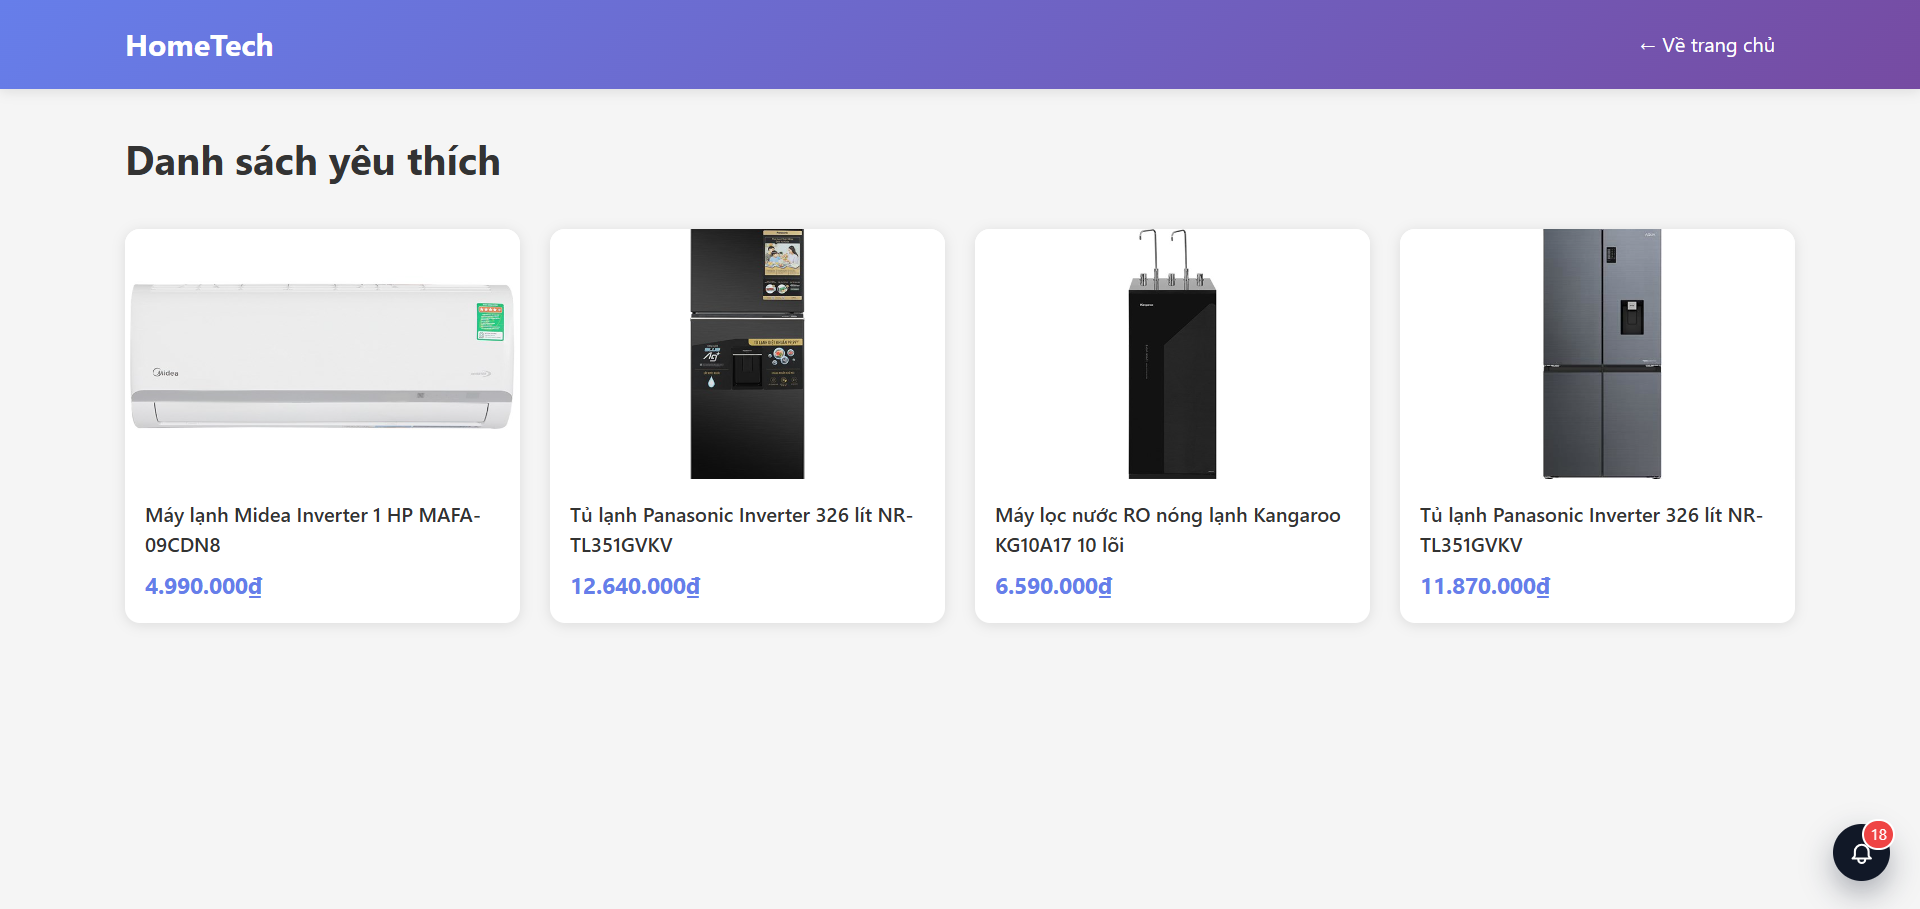 HomeTech
← Về trang chủ
Danh sách yêu thích
Midea
Máy lạnh Midea Inverter 1 HP MAFA-
09CDN8
4.990.000₫
Tủ lạnh Panasonic Inverter 326 lít NR-
TL351GVKV
12.640.000₫
Máy lọc nước RO nóng lạnh Kangaroo
KG10A17 10 lõi
6.590.000₫
Tủ lạnh Panasonic Inverter 326 lít NR-
TL351GVKV
11.870.000₫
18